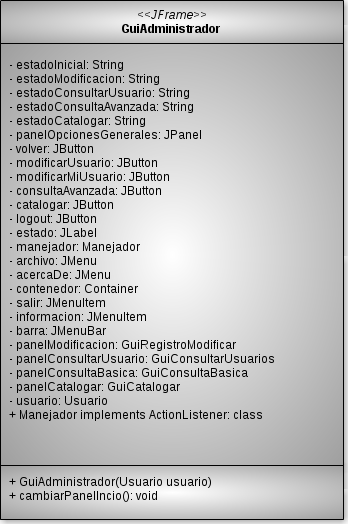 <<JFrame>>
GuiAdministrador
- estadoInicial: String
- estadoModificacion: String
- estadoConsultarUsuario: String
- estadoConsultaAvanzada: String
- estadoCatalogar: String
- panelOpcionesGenerales: JPanel
- volver: JButton
- modificarUsuario: JButton
- modificarMiUsuario: JButton
- consultaAvanzada: JButton
- catalogar: JButton
- logout: JButton
- estado: JLabel
- manejador: Manejador
- archivo: JMenu
- acercaDe: JMenu
- contenedor: Container
- salir: JMenuItem
- informacion: JMenuItem
- barra: JMenuBar
- panelModificacion: GuiRegistroModificar
- panelConsultarUsuario: GuiConsultarUsuarios
- panelConsultaBasica: GuiConsultaBasica
- panelCatalogar: GuiCatalogar
- usuario: Usuario
+ Manejador implements ActionListener: class
+ GuiAdministrador(Usuario usuario)
+ cambiarPanelIncio(): void